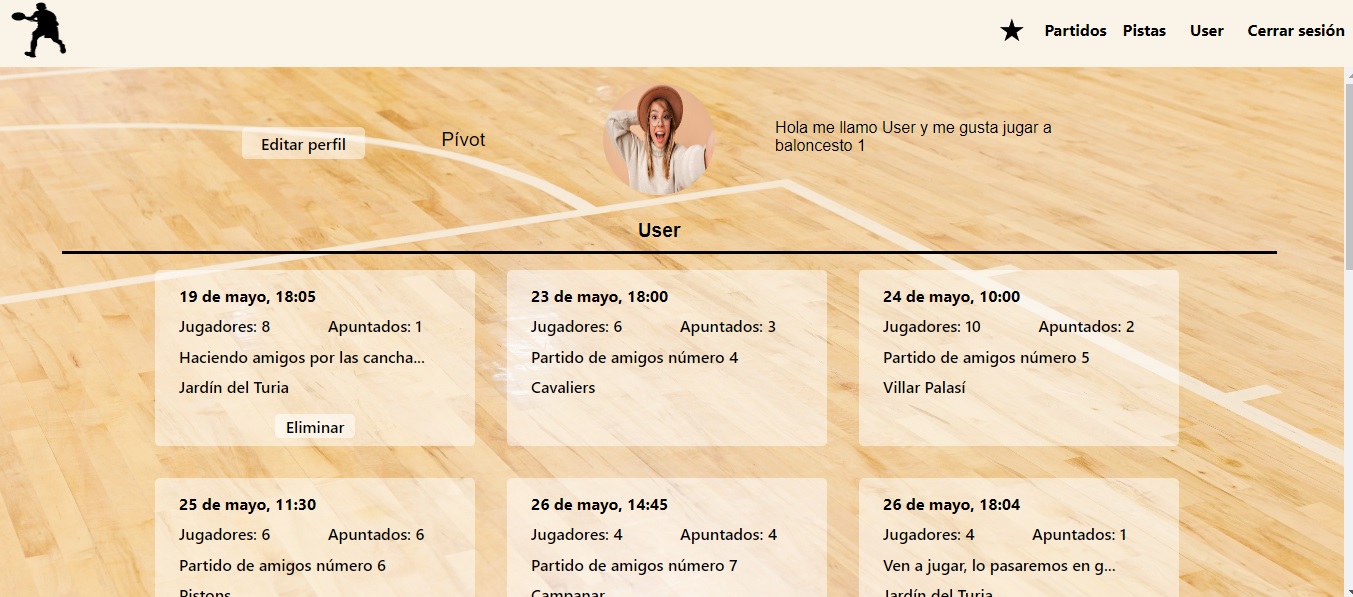 ★ Partidos Pistas User Cerrar sesión
Editar perfil
Pívot
Hola me llamo User y me gusta jugar a
baloncesto 1
User
19 de mayo, 18:05
Jugadores: 8 Apuntados: 1
Haciendo amigos por las cancha...
Jardín del Turia
Eliminar
23 de mayo, 18:00
Jugadores: 6 Apuntados: 3
Partido de amigos número 4
Cavaliers
24 de mayo, 10:00
Jugadores: 10 Apuntados: 2
Partido de amigos número 5
Villar Palasí
25 de mayo, 11:30
Jugadores: 6 Apuntados: 6
Partido de amigos número 6
Pistons
26 de mayo, 14:45
Jugadores: 4 Apuntados: 4
Partido de amigos número 7
Campanar
26 de mayo, 18:04
Jugadores: 4 Apuntados: 1
Ven a jugar, lo pasaremos en g...
Jardín del Turia